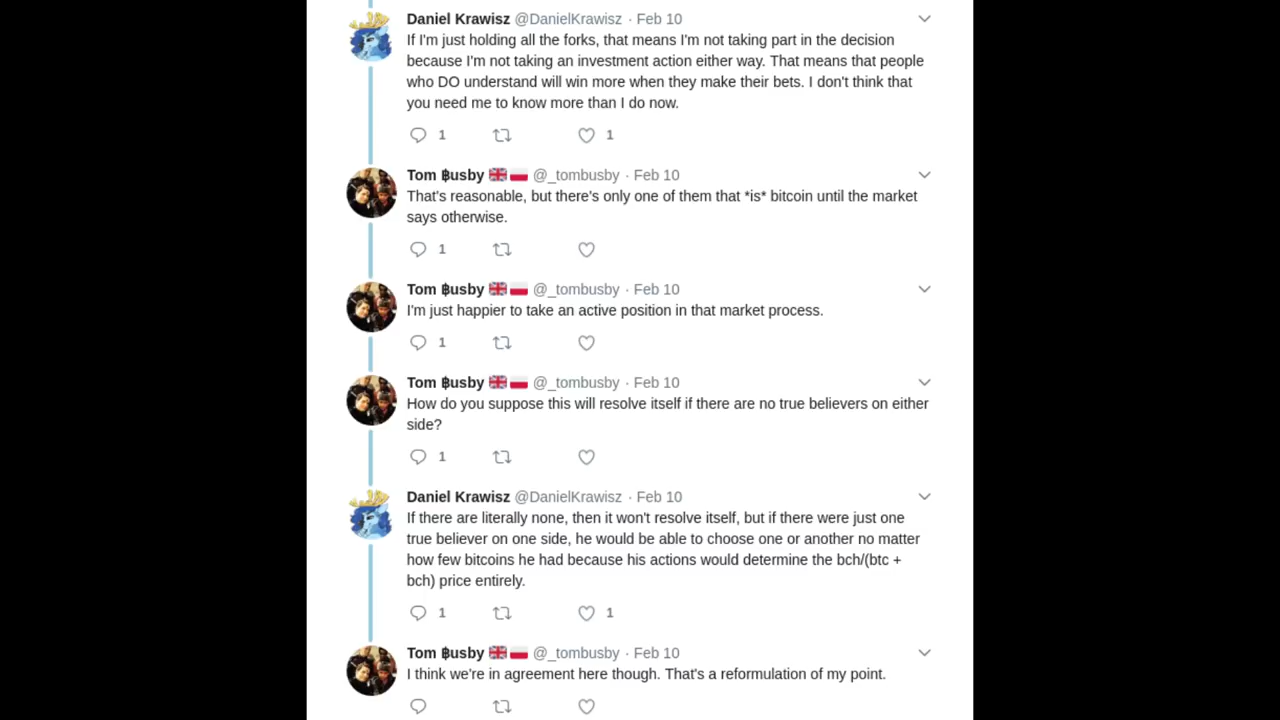 Daniel Krawisz @DanielKrawisz · Feb 10
If I'm just holding all the forks, that means I'm not taking part in the decision
because I'm not taking an investment action either way. That means that people
who DO understand will win more when they make their bets. I don't think that
you need me to know more than I do now.
1 1
Tom ฿usby 🇬🇧🇵🇱 @_tombusby · Feb 10
That's reasonable, but there's only one of them that *is* bitcoin until the market
says otherwise.
1
Tom ฿usby 🇬🇧🇵🇱 @_tombusby · Feb 10
I'm just happier to take an active position in that market process.
1
Tom ฿usby 🇬🇧🇵🇱 @_tombusby · Feb 10
How do you suppose this will resolve itself if there are no true believers on either
side?
1
Daniel Krawisz @DanielKrawisz · Feb 10
If there are literally none, then it won't resolve itself, but if there were just one
true believer on one side, he would be able to choose one or another no matter
how few bitcoins he had because his actions would determine the bch/(btc +
bch) price entirely.
1 1
Tom ฿usby 🇬🇧🇵🇱 @_tombusby · Feb 10
I think we're in agreement here though. That's a reformulation of my point.